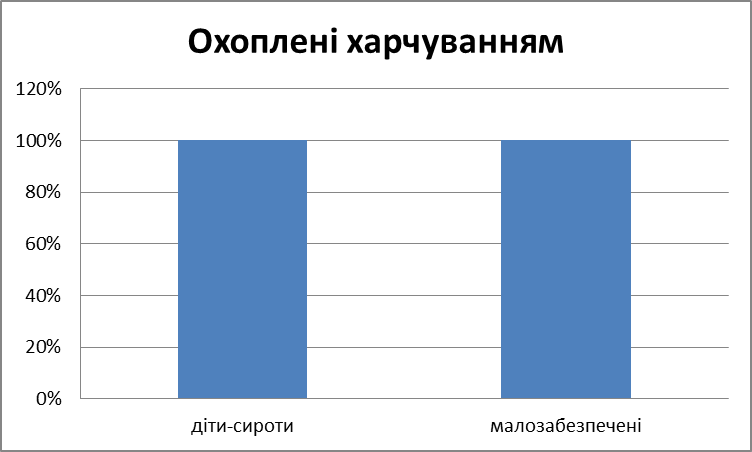 Охоплені харчуванням
120%
100%
80%
60%
40%
20%
0%
діти-сироти
малозабезпечені